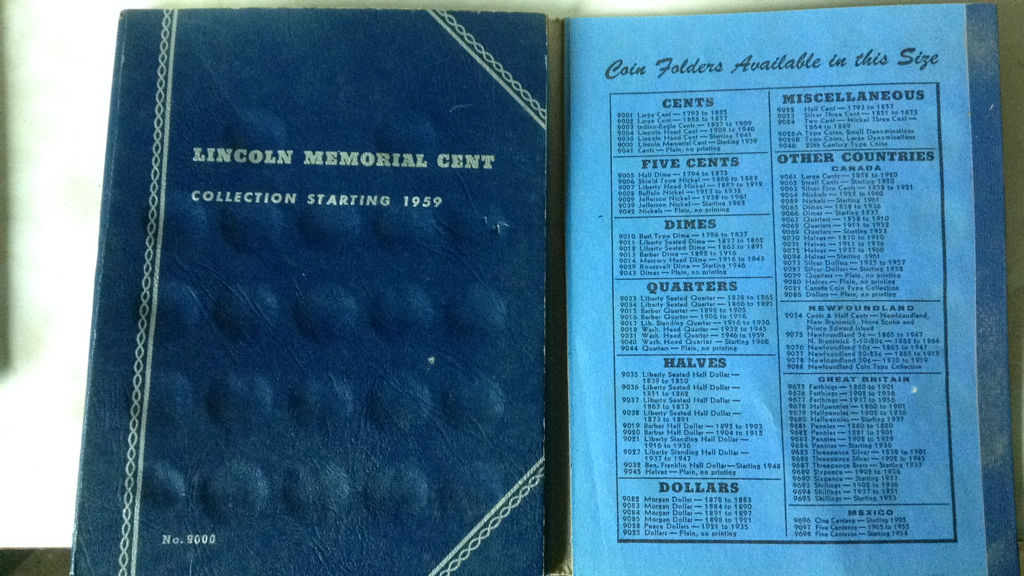 LINCOLN MEMORIAL CENT
COLLECTION STARTING 1959
No. 9000
Coin Folders Available in this Size
CENTS
9001 Large Cent — 1793 to 1825
9002 Large Cent — 1826 to 1857
9003 Indian-Eagle Cents — 1857 to 1909
9004 Lincoln Head Cent — 1909 to 1940
9030 Lincoln Head Cent — Starting 1941
9000 Lincoln Memorial Cent — Starting 1959
9041 Cents — Plain, no printing
FIVE CENTS
9005 Half Dime — 1794 to 1873
9006 Shield Type Nickel — 1866 to 1883
9007 Liberty Head Nickel — 1883 to 1912
9008 Buffalo Nickel — 1913 to 1938
9009 Jefferson Nickel — 1938 to 1961
9039 Jefferson Nickel — Starting 1962
9042 Nickels — Plain, no printing
DIMES
9010 Bust Type Dime — 1796 to 1837
9011 Liberty Seated Dime — 1837 to 1862
9012 Liberty Seated Dime — 1863 to 1891
9013 Barber Dime — 1892 to 1916
9014 Mercury Head Dime — 1916 to 1945
9029 Roosevelt Dime — Starting 1946
9043 Dimes — Plain, no printing
QUARTERS
9033 Liberty Seated Quarter — 1838 to 1865
9034 Liberty Seated Quarter — 1866 to 1891
9015 Barber Quarter — 1892 to 1905
9016 Barber Quarter — 1906 to 1916
9017 Lib. Standing Quarter — 1916 to 1930
9018 Wash. Head Quarter — 1932 to 1945
9031 Wash. Head Quarter — 1946 to 1959
9040 Wash. Head Quarter — Starting 1960
9044 Quarters — Plain, no printing
HALVES
9035 Liberty Seated Half Dollar —
1839 to 1850
9036 Liberty Seated Half Dollar —
1851 to 1862
9037 Liberty Seated Half Dollar —
1863 to 1873
9038 Liberty Seated Half Dollar —
1873 to 1891
9019 Barber Half Dollar — 1892 to 1903
9020 Barber Half Dollar — 1904 to 1915
9021 Liberty Standing Half Dollar —
1916 to 1936
9027 Liberty Standing Half Dollar —
1937 to 1947
9032 Ben. Franklin Half Dollar — Starting 1948
9045 Halves — Plain, no printing
DOLLARS
9082 Morgan Dollar — 1878 to 1883
9083 Morgan Dollar — 1884 to 1890
9084 Morgan Dollar — 1891 to 1897
9085 Morgan Dollar — 1898 to 1921
9028 Peace Dollar — 1921 to 1935
9025 Dollars — Plain, no printing
MISCELLANEOUS
9022 Half Cent — 1793 to 1857
9023 Silver Three Cent — 1851 to 1873
9024 Two Cent — Nickel Three Cent —
1864 to 1889
9025A Type Coins, Small Denominations
9025B Type Coins, Large Denominations
9046 20th Century Type Coins
OTHER COUNTRIES
CANADA
9061 Large Cents — 1858 to 1920
9062 Small Cents — Starting 1920
9063 Silver Five Cents — 1858 to 1921
9064 Nickels — 1922 to 1960
9069 Nickels — Starting 1961
9065 Dimes — 1858 to 1936
9066 Dimes — Starting 1937
9067 Quarters — 1858 to 1910
9068 Quarters — 1911 to 1952
Quarters — Starting 1953
9070 Halves — 1870 to 1910
9071 Halves — 1911 to 1936
9072 Halves — 1937 to 1960
Halves — Starting 1961
9073 Silver Dollars — 1935 to 1957
Silver Dollars — Starting 1958
9079 Quarters — Plain, no printing
9080 Halves — Plain, no printing
9081 Canada Coin Type Collection
9086 Dollars — Plain, no printing
NEWFOUNDLAND
9074 Cents & Half Cents — Newfoundland,
New Brunswick, Nova Scotia and
Prince Edward Island
9075 Newfoundland 5¢ — 1865 to 1947
N. Brunswick 5-10-20¢ — 1862 to 1864
9076 Newfoundland 10¢ — 1865 to 1947
9077 Newfoundland 20-25¢ — 1865 to 1919
9078 Newfoundland 50¢ — 1870 to 1919
9088 Newfoundland Coin Type Collection
GREAT BRITAIN
9675 Farthings — 1860 to 1901
9676 Farthings — 1902 to 1936
9677 Farthings — 1937 to 1956
9678 Halfpennies — 1860 to 1901
9679 Halfpennies — 1902 to 1936
9680 Halfpennies — Starting 1937
9681 Pennies — 1860 to 1880
9682 Pennies — 1881 to 1901
9683 Pennies — 1902 to 1929
9684 Pennies — Starting 1930
9685 Threepence Silver — 1838 to 1901
9686 Threepence Silver — 1902 to 1945
9687 Threepence Brass — Starting 1937
9689 Sixpence — 1902 to 1936
9690 Sixpence — Starting 1937
9692 Shillings — 1902 to 1936
9694 Shillings — 1937 to 1951
9695 Shillings — Starting 1953
MEXICO
9696 One Centavo — Starting 1905
9697 Five Centavos — 1905 to 1955
9698 Five Centavos — Starting 1954